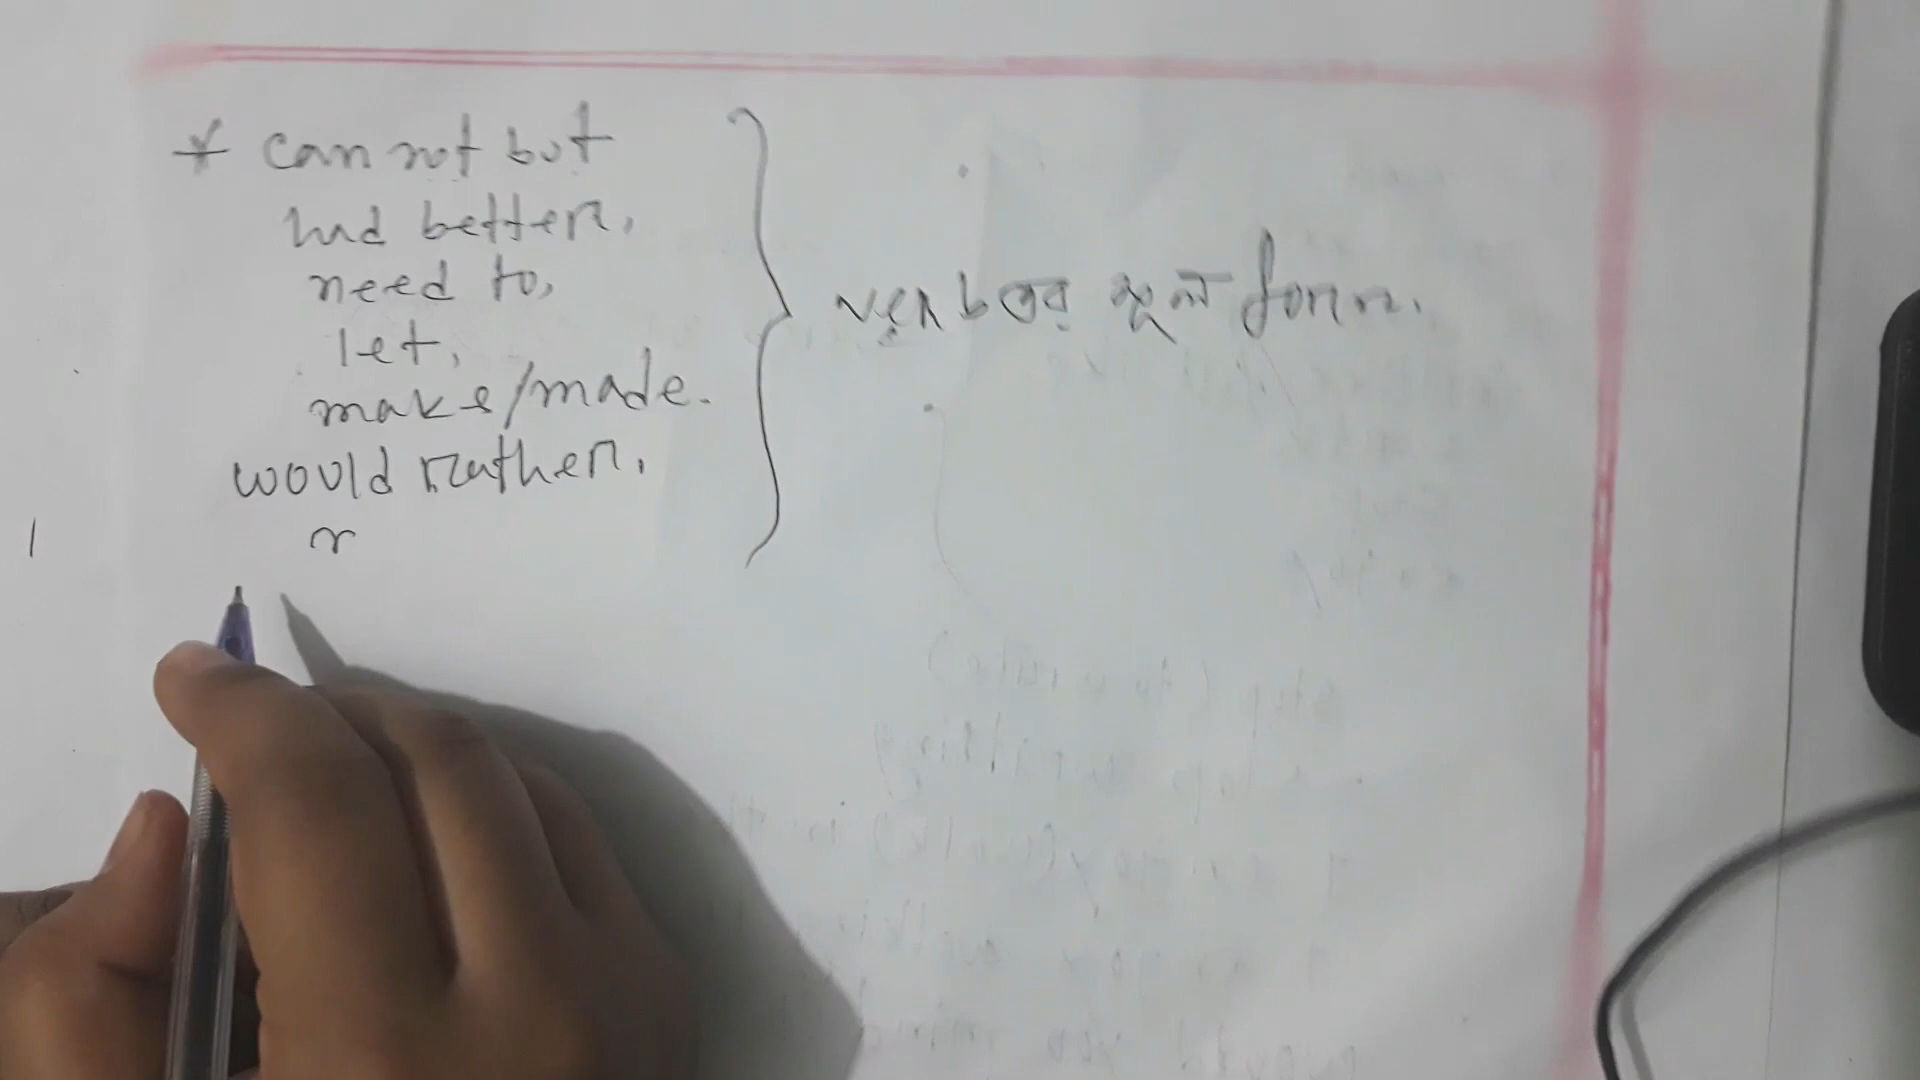 * can not but
had better,
need to,
let,
make/made.
would rather,
verb এর মূল form.